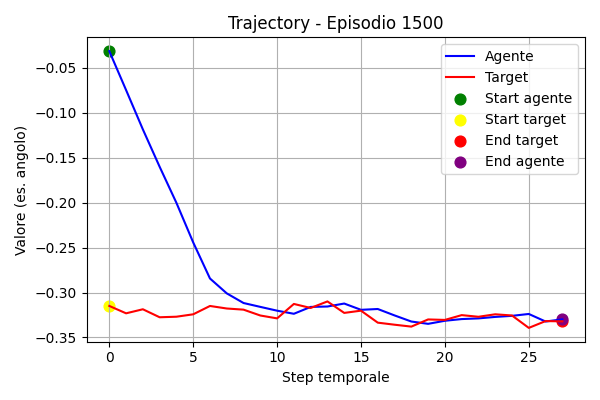 Trajectory - Episodio 1500
Agente
Target
Start agente
Start target
End target
End agente
Valore (es. angolo)
−0.05
−0.10
−0.15
−0.20
−0.25
−0.30
−0.35
0 5 10 15 20 25
Step temporale